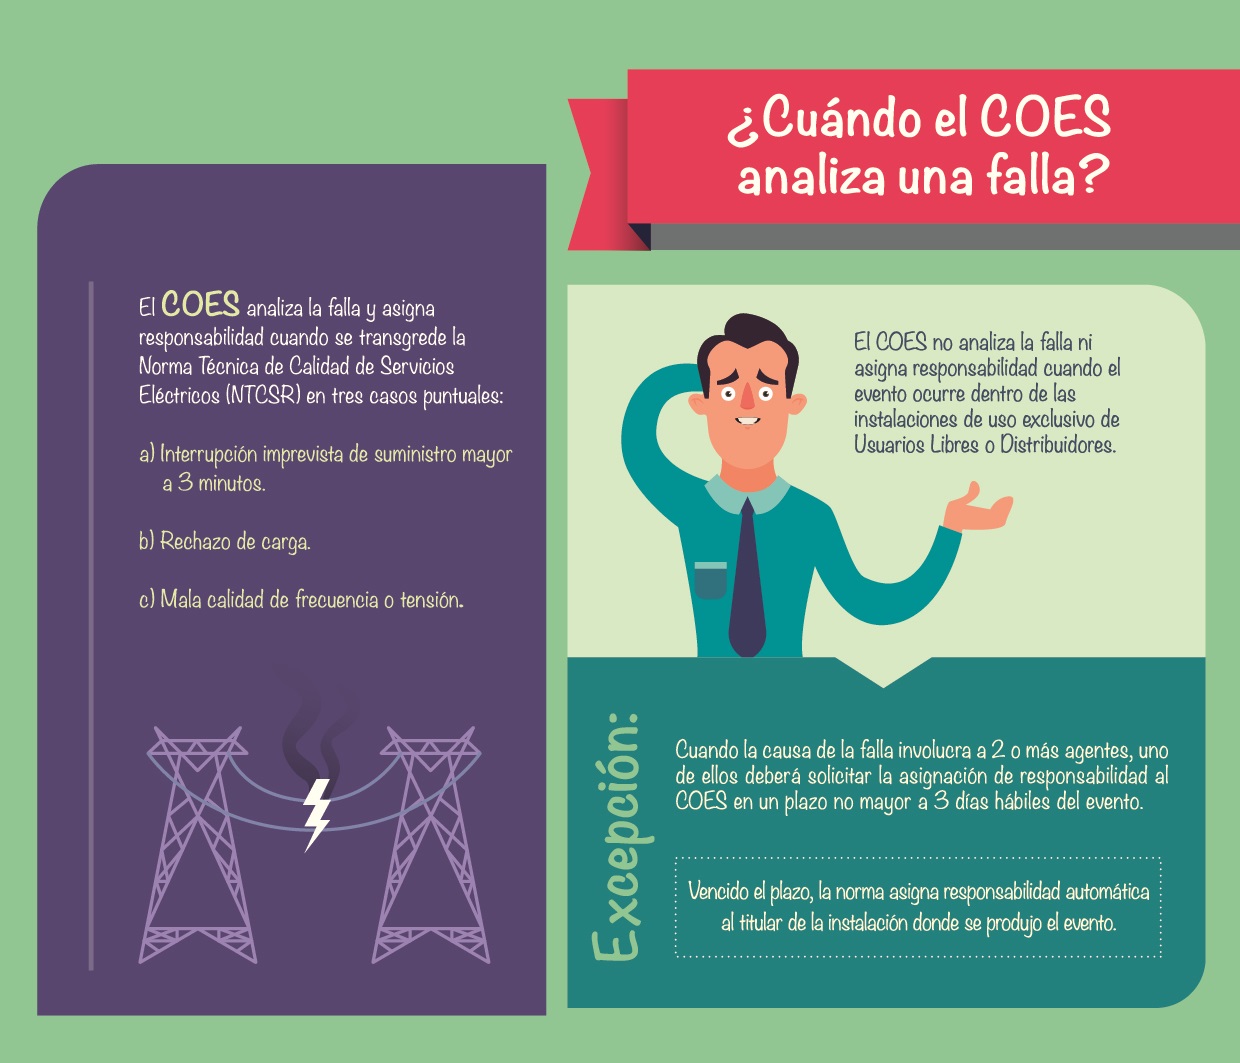 ¿Cuándo el COES
analiza una falla?
El COES analiza la falla y asigna
responsabilidad cuando se transgrede la
Norma Técnica de Calidad de Servicios
Eléctricos (NTCSR) en tres casos puntuales:
a) Interrupción imprevista de suministro mayor
a 3 minutos.
b) Rechazo de carga.
c) Mala calidad de frecuencia o tensión.
El COES no analiza la falla ni
asigna responsabilidad cuando el
evento ocurre dentro de las
instalaciones de uso exclusivo de
Usuarios Libres o Distribuidores.
Excepción:
Cuando la causa de la falla involucra a 2 o más agentes, uno
de ellos deberá solicitar la asignación de responsabilidad al
COES en un plazo no mayor a 3 días hábiles del evento.
Vencido el plazo, la norma asigna responsabilidad automática
al titular de la instalación donde se produjo el evento.